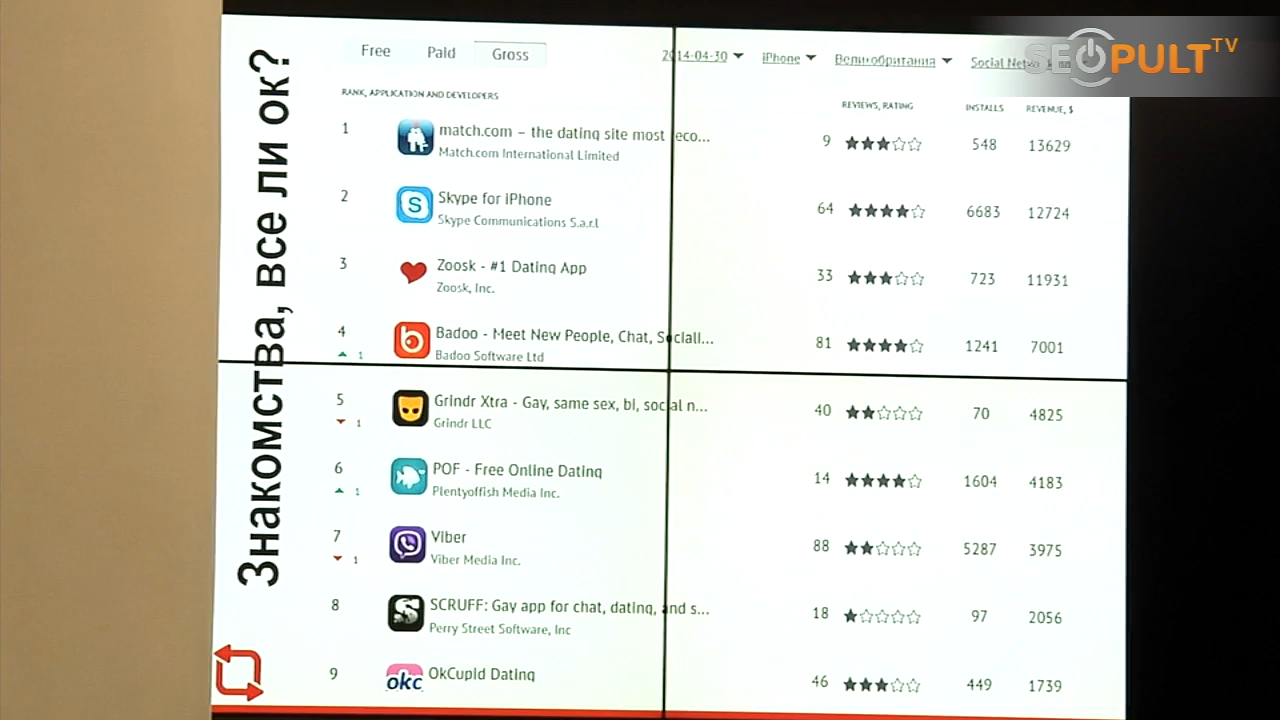 SEOPULT TV
Знакомства, все ли ок?
Free Paid Gross 2014-04-30 iPhone Великобритания Social
RANK, APPLICATION AND DEVELOPERS REVIEWS, RATING INSTALLS REVENUE, $
1 match.com – the dating site most reco... 9 548 13629
Match.com International Limited
2 Skype for iPhone 64 6683 12724
Skype Communications S.a.r.l
3 Zoosk - #1 Dating App 33 723 11931
Zoosk, Inc.
4 Badoo - Meet New People, Chat, Sociali... 81 1241 7001
1 Badoo Software Ltd
5 Grindr Xtra - Gay, same sex, bi, social n... 40 70 4825
1 Grindr LLC
6 POF - Free Online Dating 14 1604 4183
1 Plentyoffish Media Inc.
7 Viber 88 5287 3975
1 Viber Media Inc.
8 SCRUFF: Gay app for chat, dating, and s... 18 97 2056
Perry Street Software, Inc
9 okc OkCupid Dating 46 449 1739